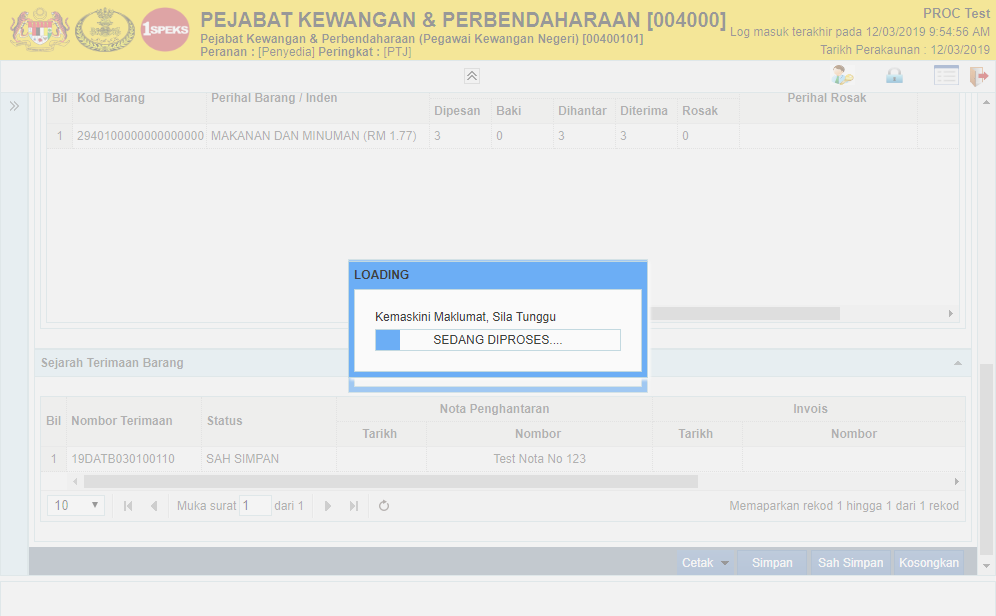 PEJABAT KEWANGAN & PERBENDAHARAAN [004000]
PROC Test
1SPEKS
Log masuk terakhir pada 12/03/2019 9:54:56 AM
Pejabat Kewangan & Perbendaharaan (Pegawai Kewangan Negeri) [00400101]
Peranan : [Penyedia] Peringkat : [PTJ]
Tarikh Perakaunan : 12/03/2019
Bil Kod Barang Perihal Barang / Inden Perihal Rosak
Dipesan Baki Dihantar Diterima Rosak
1 2940100000000000000 MAKANAN DAN MINUMAN (RM 1.77) 3 0 3 3 0
LOADING
Kemaskini Maklumat, Sila Tunggu
SEDANG DIPROSES....
Sejarah Terimaan Barang
Nota Penghantaran Invois
Bil Nombor Terimaan Status
Tarikh Nombor Tarikh Nombor
1 19DATB030100110 SAH SIMPAN Test Nota No 123
10 Muka surat 1 dari 1 Memaparkan rekod 1 hingga 1 dari 1 rekod
Cetak Simpan Sah Simpan Kosongkan